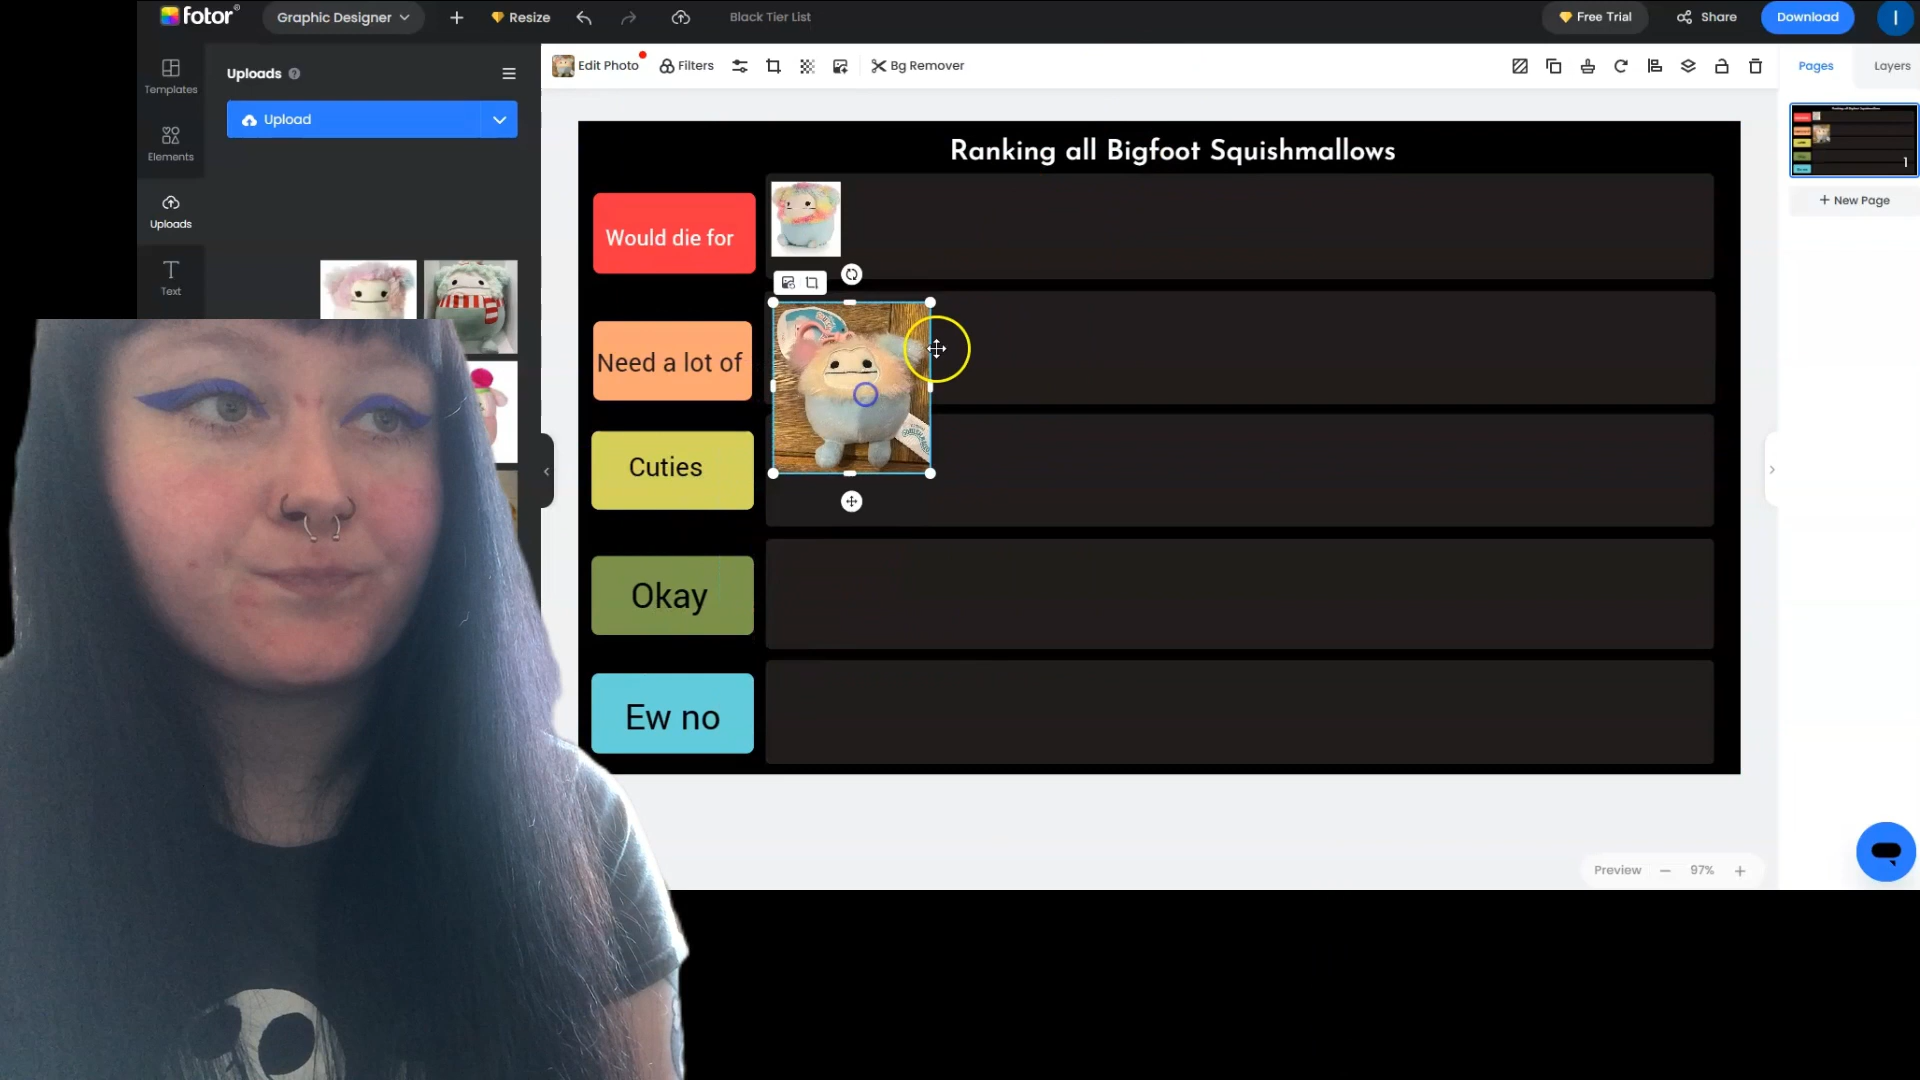 fotor
Graphic Designer
Resize
Black Tier List
Free Trial
Share
Download
I
Templates
Elements
Uploads
Text
Uploads
Upload
Edit Photo
Filters
Bg Remover
Pages
Layers
1
+ New Page
Ranking all Bigfoot Squishmallows
Would die for
Need a lot of
Cuties
Okay
Ew no
Preview
97%